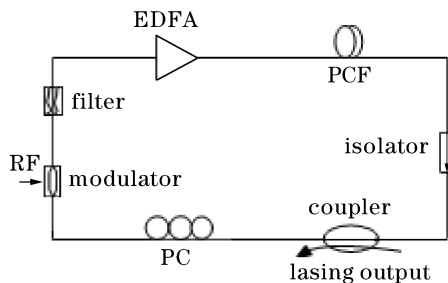 EDFA
PCF
filter
isolator
RF
modulator
coupler
PC
lasing output